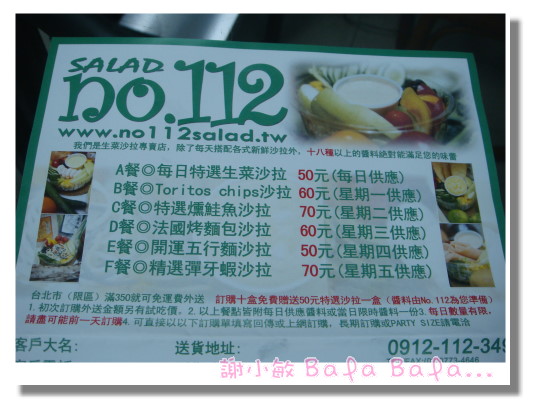 SALAD
no.112
www.no112salad.tw
我們是生菜沙拉專賣店，除了每天搭配各式新鮮沙拉外，十八種以上的醬料絕對能滿足您的味蕾
A餐◎每日特選生菜沙拉 50元(每日供應)
B餐◎Toritos chips沙拉 60元(星期一供應)
C餐◎特選燻鮭魚沙拉 70元(星期二供應)
D餐◎法國烤麵包沙拉 60元(星期三供應)
E餐◎開運五行麵沙拉 50元(星期四供應)
F餐◎精選彈牙蝦沙拉 70元(星期五供應)
台北市（限區）滿350就可免運費外送 訂購十盒免費贈送50元特選沙拉一盒（醬料由No.112為您準備）
1. 初次訂購外送金額另有試吃價. 2. 以上餐點皆附每日供應醬料或當日限時醬料一份3. 每日數量有限,
請盡可能前一天訂購4. 可直接以以下訂購單填寫回傳或上網訂購, 長期訂購或PARTY SIZE請電洽
客戶大名: 送貨地址: 0912-112-349
謝小敏 Bafa Bafa...